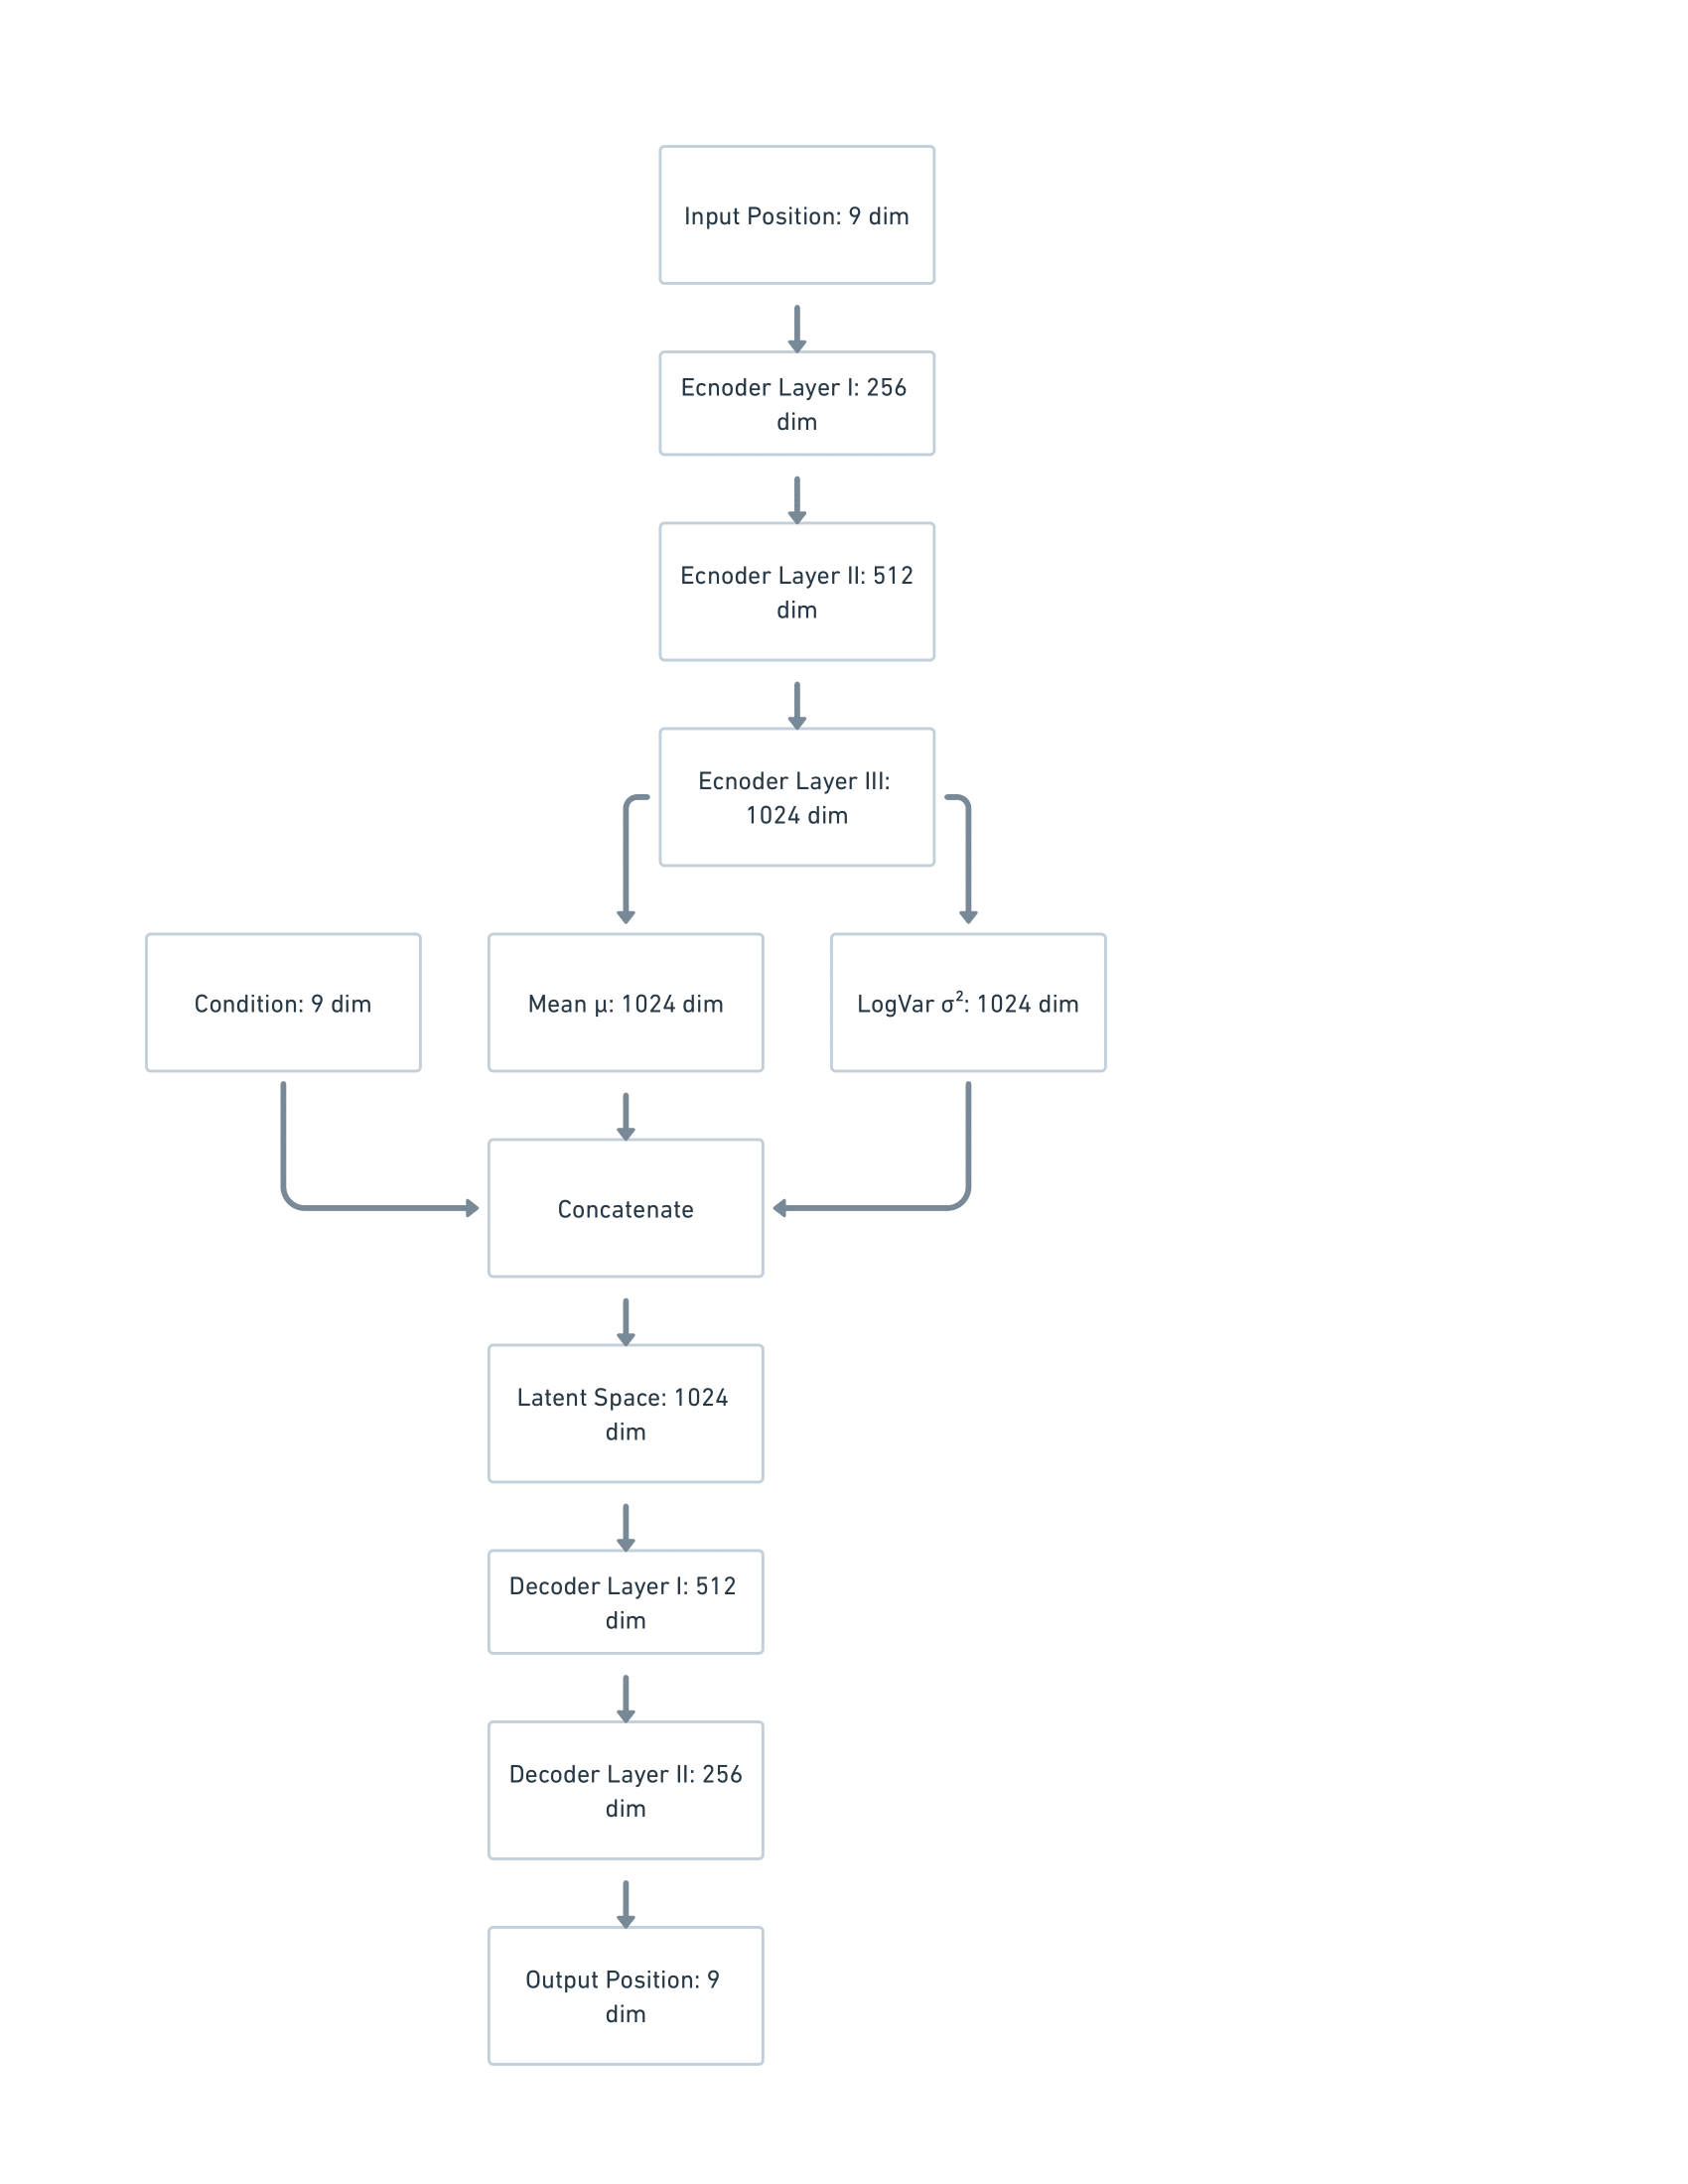 Input Position: 9 dim
Ecnoder Layer I: 256
dim
Ecnoder Layer II: 512
dim
Ecnoder Layer III:
1024 dim
Condition: 9 dim
Mean μ: 1024 dim
LogVar σ²: 1024 dim
Concatenate
Latent Space: 1024
dim
Decoder Layer I: 512
dim
Decoder Layer II: 256
dim
Output Position: 9
dim